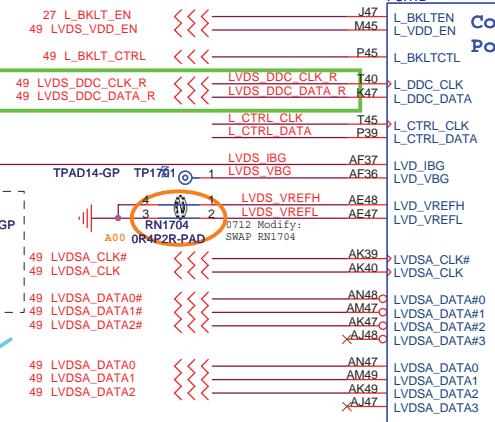 27 L_BKLT_EN J47 L_BKLTEN Co
49 LVDS_VDD_EN M45 L_VDD_EN
Po
49 L_BKLT_CTRL P45 L_BKLTCTL
49 LVDS_DDC_CLK_R LVDS_DDC_CLK_R T40 L_DDC_CLK
49 LVDS_DDC_DATA_R LVDS_DDC_DATA_R K47 L_DDC_DATA
L_CTRL_CLK T45 L_CTRL_CLK
L_CTRL_DATA P39 L_CTRL_DATA
LVDS_IBG AF37 LVD_IBG
TPAD14-GP 1 LVDS_VBG AF36 LVD_VBG
4 1 LVDS_VREFH AE48 LVD_VREFH
3 2 LVDS_VREFL AE47 LVD_VREFL
GP RN1704 0712 Modify:
A00 0R4P2R-PAD SWAP RN1704
49 LVDSA_CLK# AK39 LVDSA_CLK#
49 LVDSA_CLK AK40 LVDSA_CLK
49 LVDSA_DATA0# AN48 LVDSA_DATA#0
49 LVDSA_DATA1# AM47 LVDSA_DATA#1
49 LVDSA_DATA2# AK47 LVDSA_DATA#2
AJ48 LVDSA_DATA#3
49 LVDSA_DATA0 AN47 LVDSA_DATA0
49 LVDSA_DATA1 AM49 LVDSA_DATA1
49 LVDSA_DATA2 AK49 LVDSA_DATA2
AJ47 LVDSA_DATA3